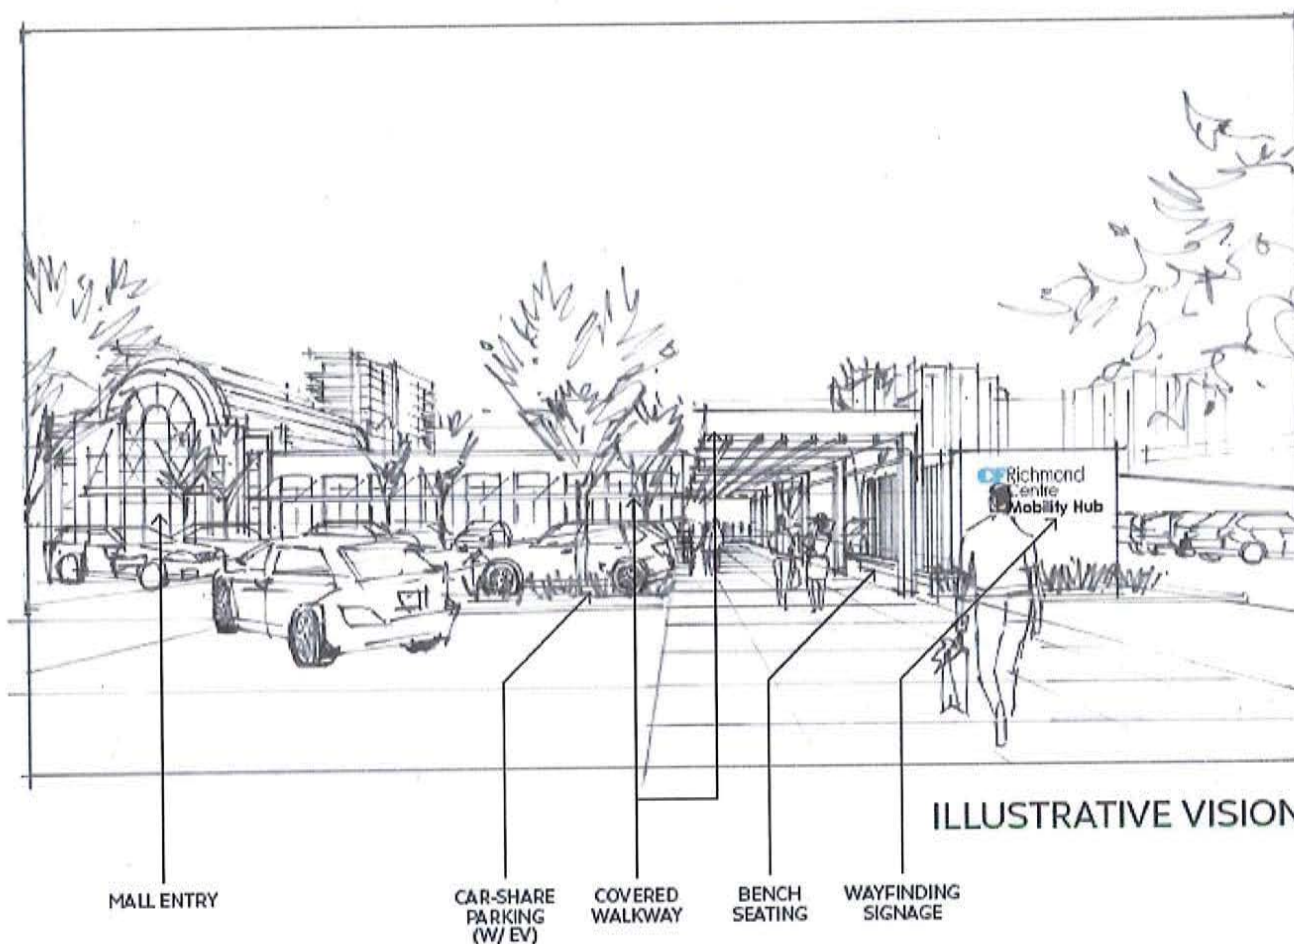 CF Richmond
Centre
Mobility Hub
ILLUSTRATIVE VISION
MALL ENTRY
CAR-SHARE
PARKING
(W/ EV)
COVERED
WALKWAY
BENCH
SEATING
WAYFINDING
SIGNAGE